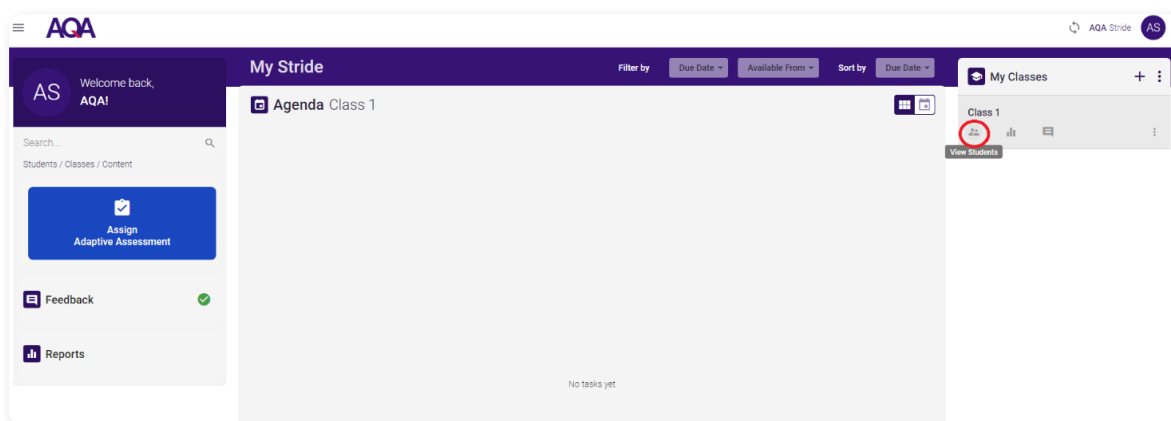 AQA
AQA Stride
AS
AS
Welcome back,
AQA!
Search...
Students / Classes / Content
Assign
Adaptive Assessment
Feedback
Reports
My Stride
Filter by
Due Date
Available From
Sort by
Due Date
Agenda Class 1
No tasks yet
My Classes
Class 1
View Students